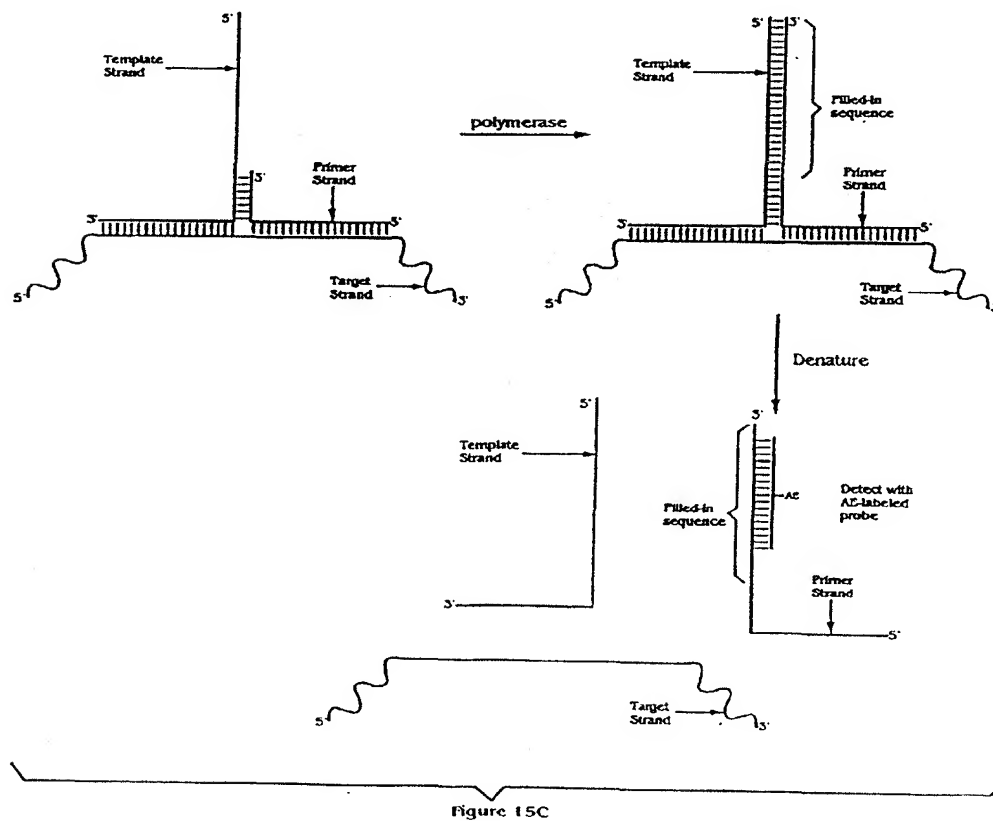 5'
Template
Strand
3'
Primer
Strand
3'
5'
Target
Strand
5'
3'
polymerase
5'
3'
Template
Strand
Filled-in
sequence
Primer
Strand
3'
5'
Target
Strand
5'
3'
Denature
5'
Template
Strand
3'
3'
Filled-in
sequence
AE
Detect with
AE-labeled
probe
Primer
Strand
5'
5'
Target
Strand
3'
Figure 15C